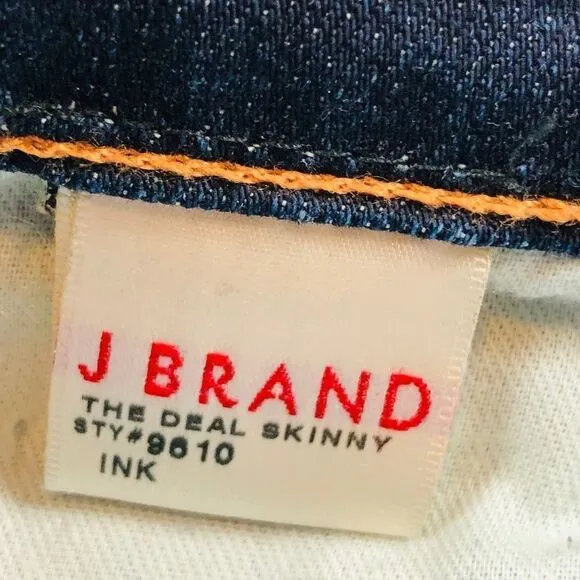 J BRAND
THE DEAL SKINNY
STY#9610
INK